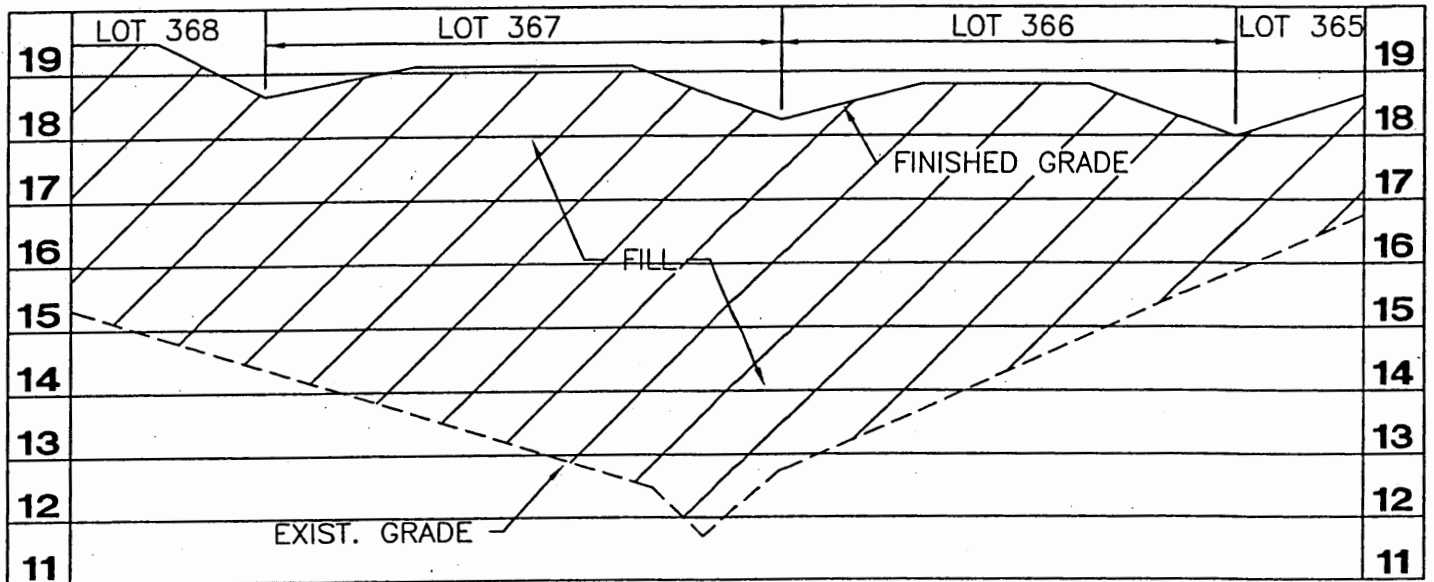 LOT 368 LOT 367 LOT 366 LOT 365
19 19
18 18
FINISHED GRADE
17 17
16 16
FILL
15 15
14 14
13 13
12 12
EXIST. GRADE
11 11